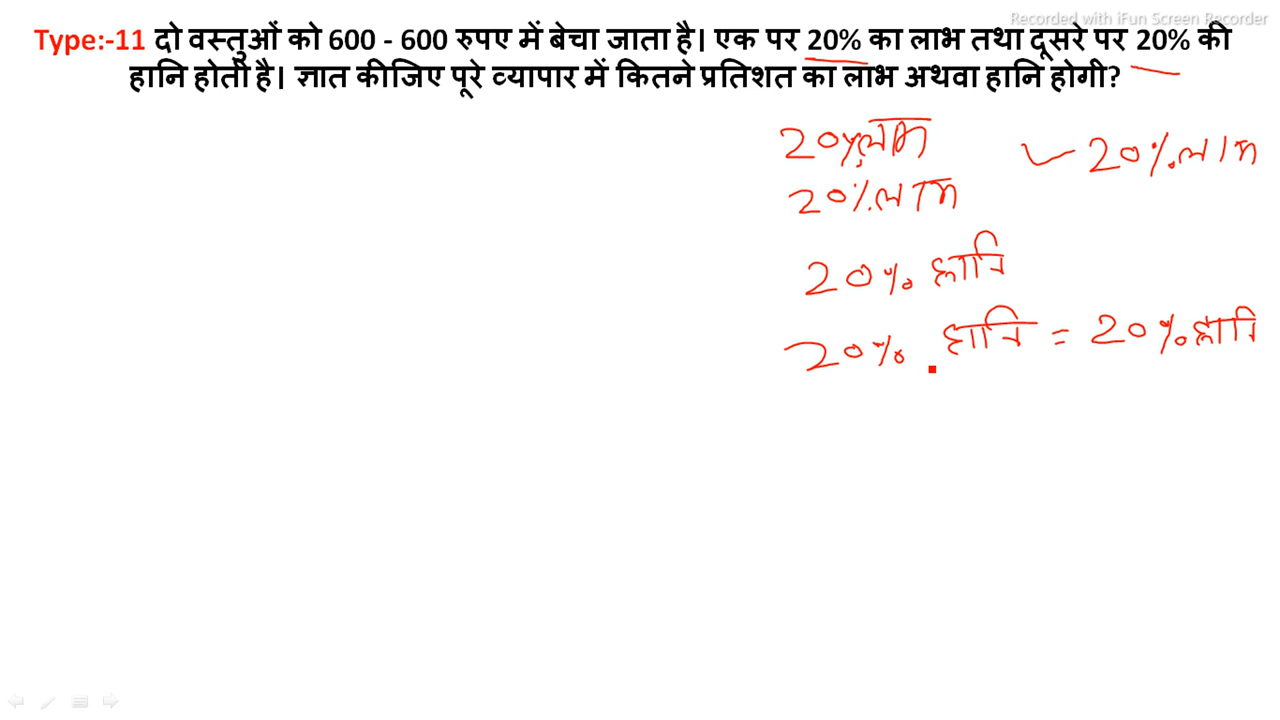 Recorded with iFun Screen Recorder
Type:-11 दो वस्तुओं को 600 - 600 रुपए में बेचा जाता है। एक पर 20% का लाभ तथा दूसरे पर 20% की
हानि होती है। ज्ञात कीजिए पूरे व्यापार में कितने प्रतिशत का लाभ अथवा हानि होगी?
20% लाभ
20% लाभ
20% लाभ
20% हानि
20% हानि = 20% हानि